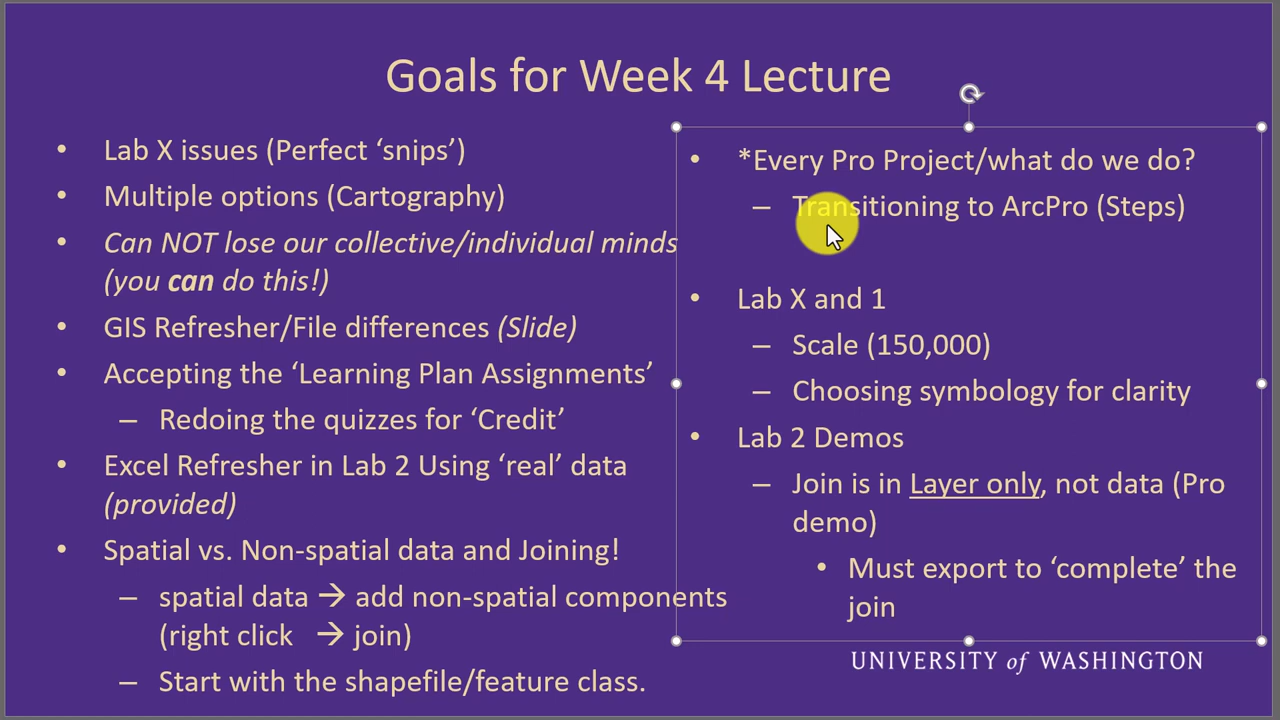 Goals for Week 4 Lecture
• Lab X issues (Perfect ‘snips’)
• Multiple options (Cartography)
• Can NOT lose our collective/individual minds
(you can do this!)
• GIS Refresher/File differences (Slide)
• Accepting the ‘Learning Plan Assignments’
– Redoing the quizzes for ‘Credit’
• Excel Refresher in Lab 2 Using ‘real’ data
(provided)
• Spatial vs. Non-spatial data and Joining!
– spatial data → add non-spatial components
(right click → join)
– Start with the shapefile/feature class.
• *Every Pro Project/what do we do?
– Transitioning to ArcPro (Steps)
• Lab X and 1
– Scale (150,000)
– Choosing symbology for clarity
• Lab 2 Demos
– Join is in Layer only, not data (Pro
demo)
• Must export to ‘complete’ the
join
UNIVERSITY of WASHINGTON